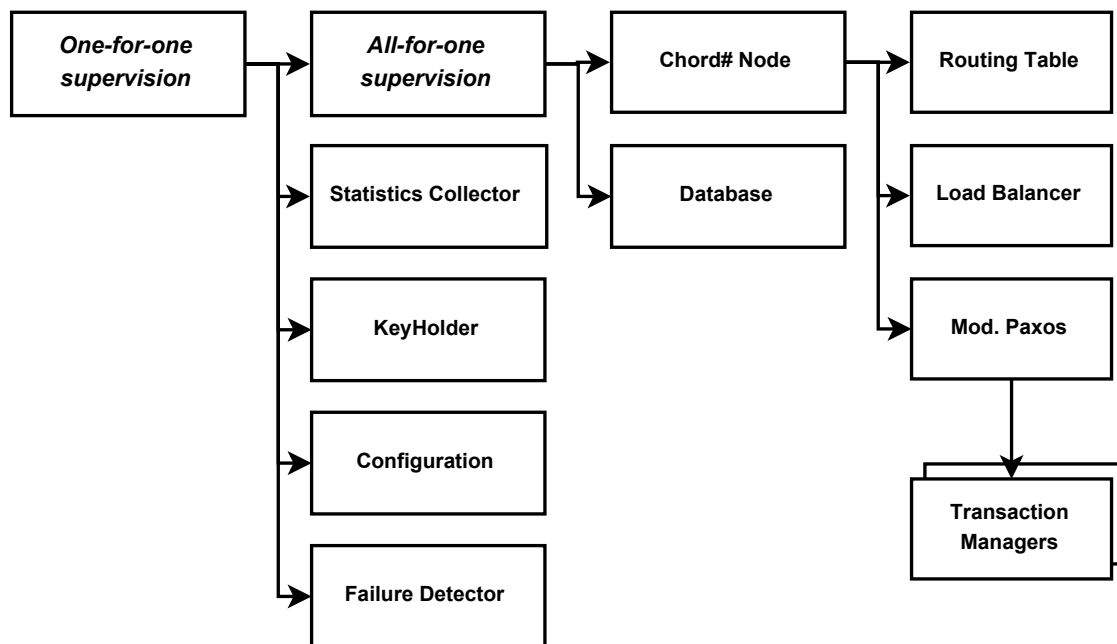 One-for-one
supervision
All-for-one
supervision
Chord# Node
Routing Table
Statistics Collector
Database
Load Balancer
KeyHolder
Mod. Paxos
Configuration
Transaction
Managers
Failure Detector